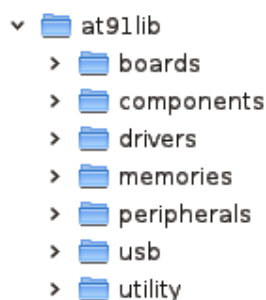 at91lib
boards
components
drivers
memories
peripherals
usb
utility